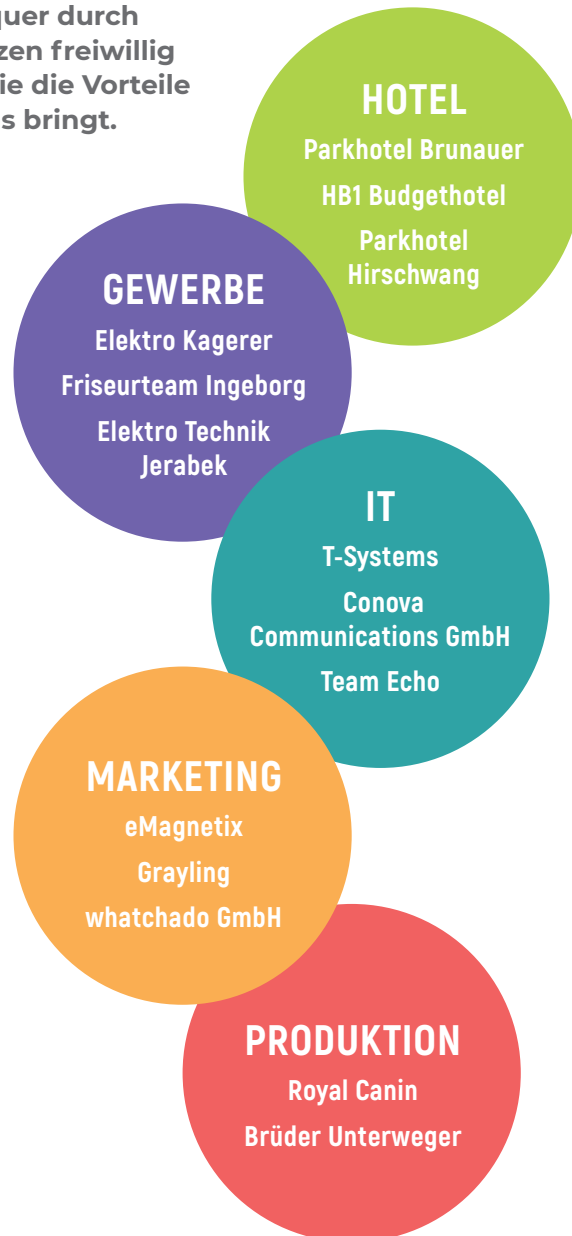 quer durch
zen freiwillig
ie die Vorteile
s bringt.
HOTEL
Parkhotel Brunauer
HB1 Budgethotel
Parkhotel
Hirschwang
GEWERBE
Elektro Kagerer
Friseurteam Ingeborg
Elektro Technik
Jerabek
IT
T-Systems
Conova
Communications GmbH
Team Echo
MARKETING
eMagnetix
Grayling
whatchado GmbH
PRODUKTION
Royal Canin
Brüder Unterweger